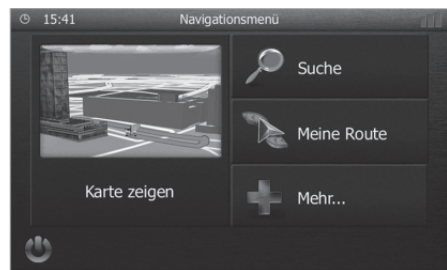 15:41 Navigationsmenü
Suche
Meine Route
Karte zeigen
Mehr...